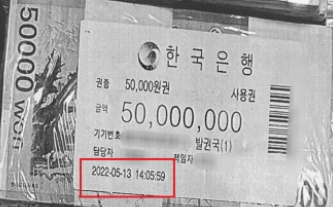 50000 won
한국은행
권종 50,000원권 사용권
금액 50,000,000
기기번호 발권국(1)
담당자
2022-05-13 14:05:59